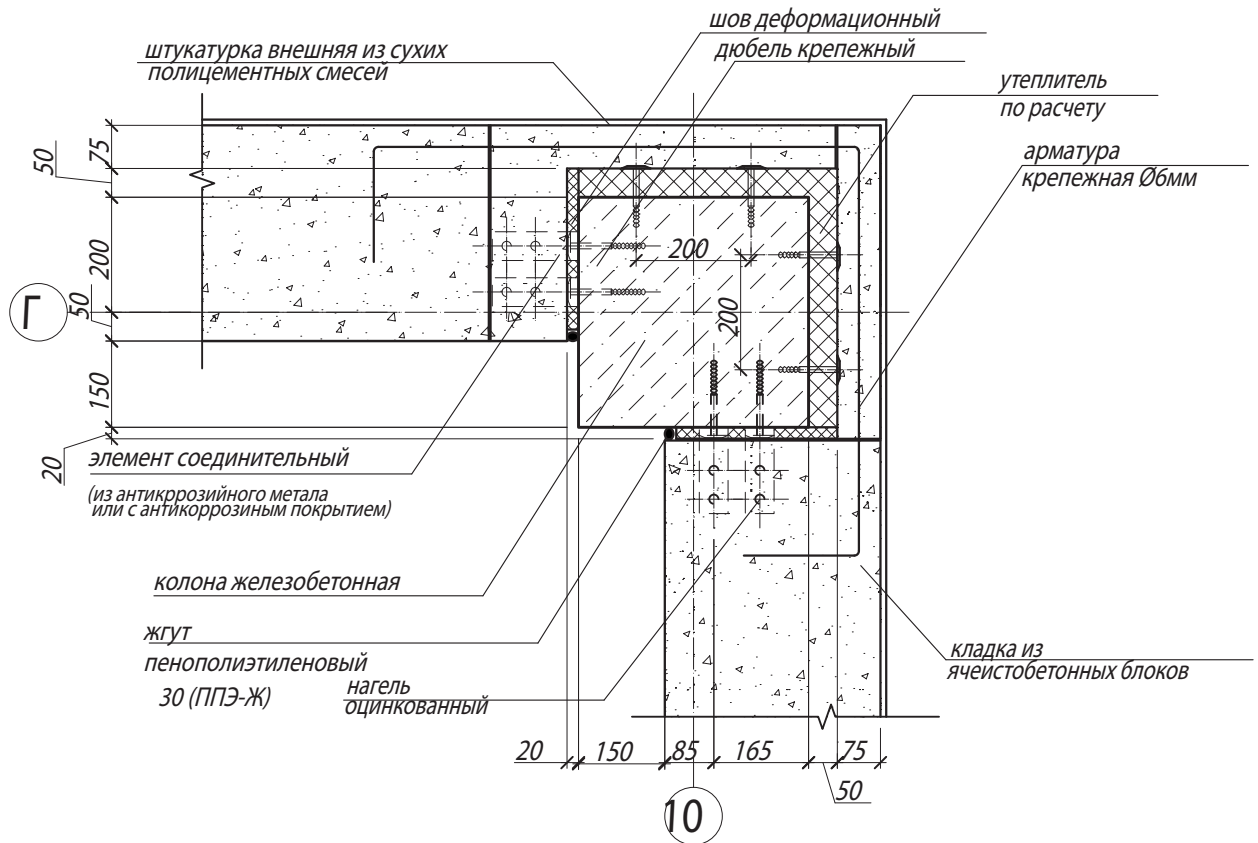 шов деформационный
дюбель крепежный
штукатурка внешняя из сухих
полицементных смесей
утеплитель
по расчету
арматура
крепежная Ø6мм
75
50
200
50
150
20
Г
200
200
элемент соединительный
(из антикррозийного метала
или с антикоррозиным покрытием)
колона железобетонная
жгут
пенополиэтиленовый
30 (ППЭ-Ж)
нагель
оцинкованный
кладка из
ячеистобетонных блоков
20 150 85 165 75
50
10